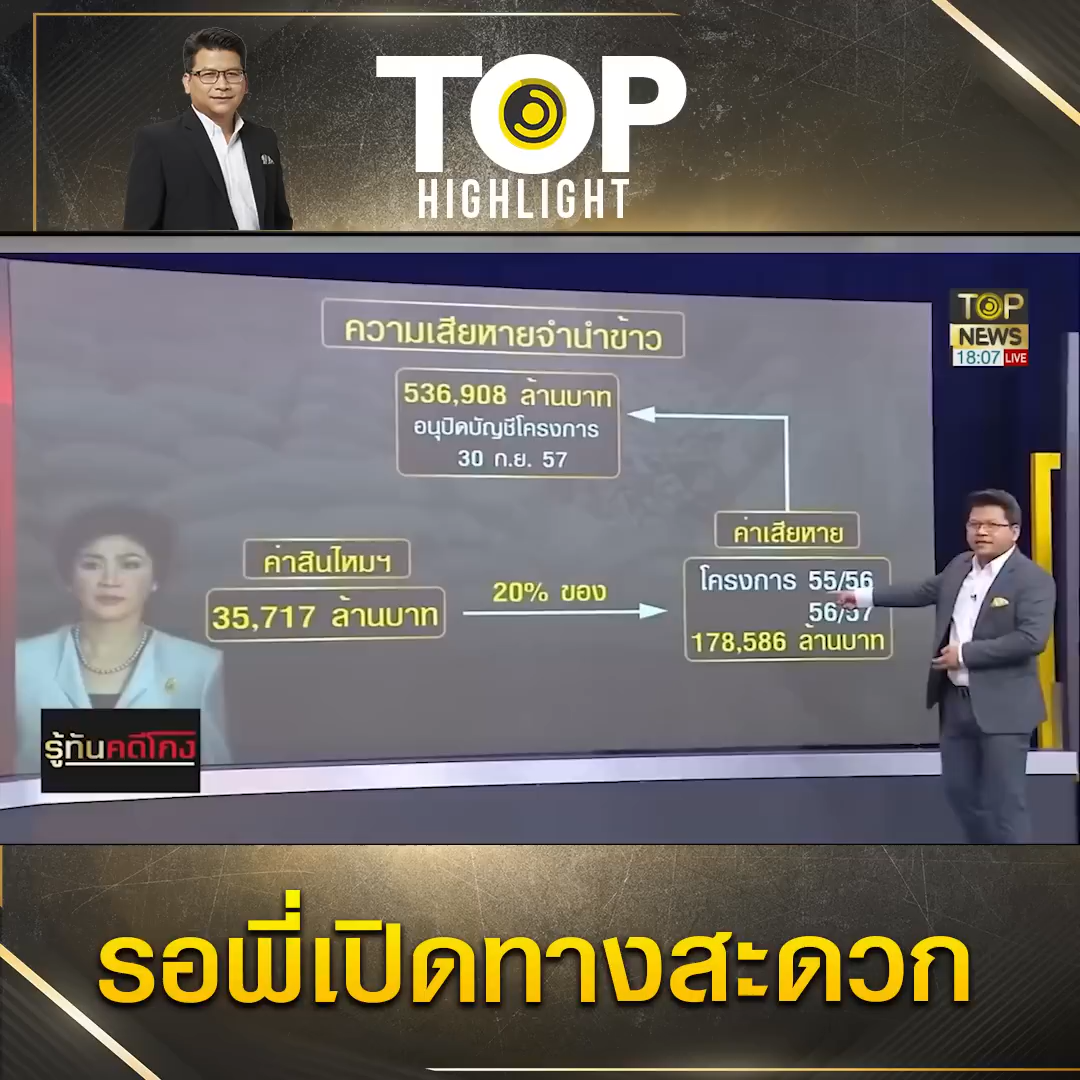 TOP
HIGHLIGHT
TOP
NEWS
18:07 LIVE
ความเสียหายจำนำข้าว
536,908 ล้านบาท
อนุปิดบัญชีโครงการ
30 ก.ย. 57
ค่าเสียหาย
ค่าสินไหมฯ
35,717 ล้านบาท
20% ของ
โครงการ 55/56
56/57
178,586 ล้านบาท
รู้ทันคดีโกง
รอพี่เปิดทางสะดวก